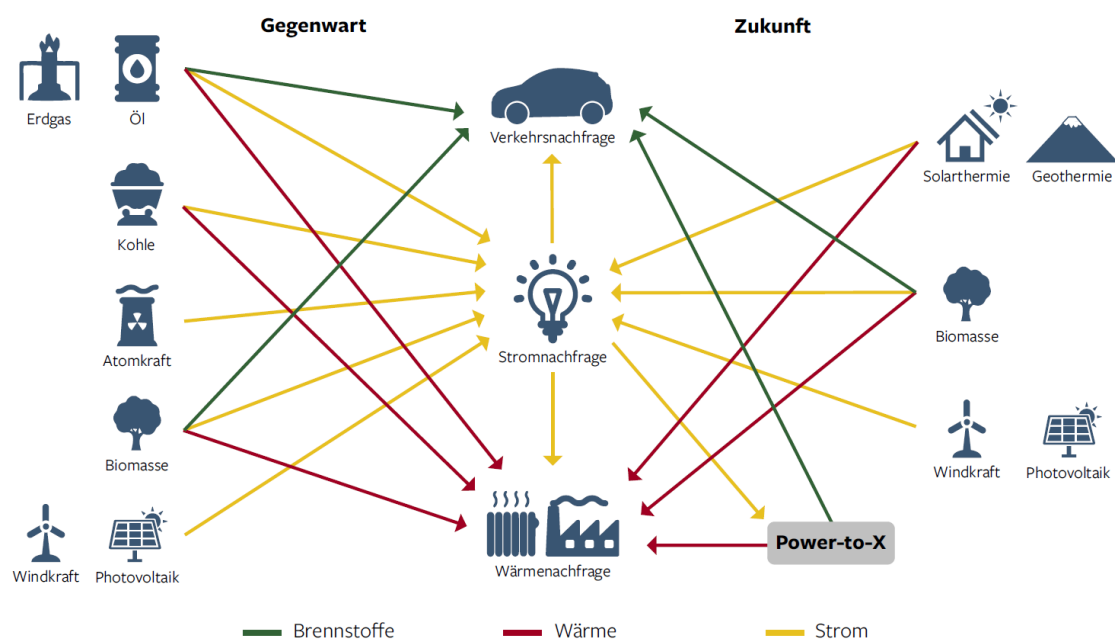 Gegenwart
Zukunft
Erdgas
Öl
Verkehrsnachfrage
Solarthermie
Geothermie
Kohle
Atomkraft
Stromnachfrage
Biomasse
Biomasse
Windkraft
Photovoltaik
Windkraft
Photovoltaik
Wärmenachfrage
Power-to-X
Brennstoffe
Wärme
Strom